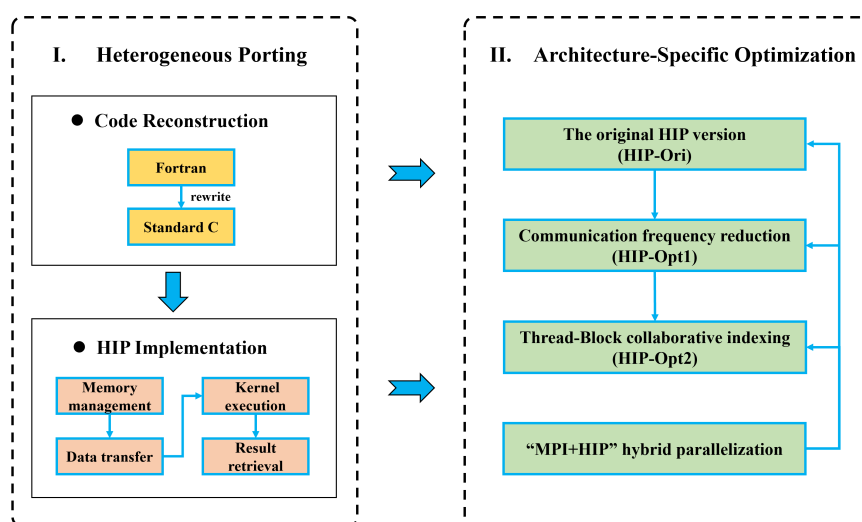 I. Heterogeneous Porting
● Code Reconstruction
Fortran
rewrite
Standard C
● HIP Implementation
Memory
management
Data transfer
Kernel
execution
Result
retrieval
II. Architecture-Specific Optimization
The original HIP version
(HIP-Ori)
Communication frequency reduction
(HIP-Opt1)
Thread-Block collaborative indexing
(HIP-Opt2)
“MPI+HIP” hybrid parallelization